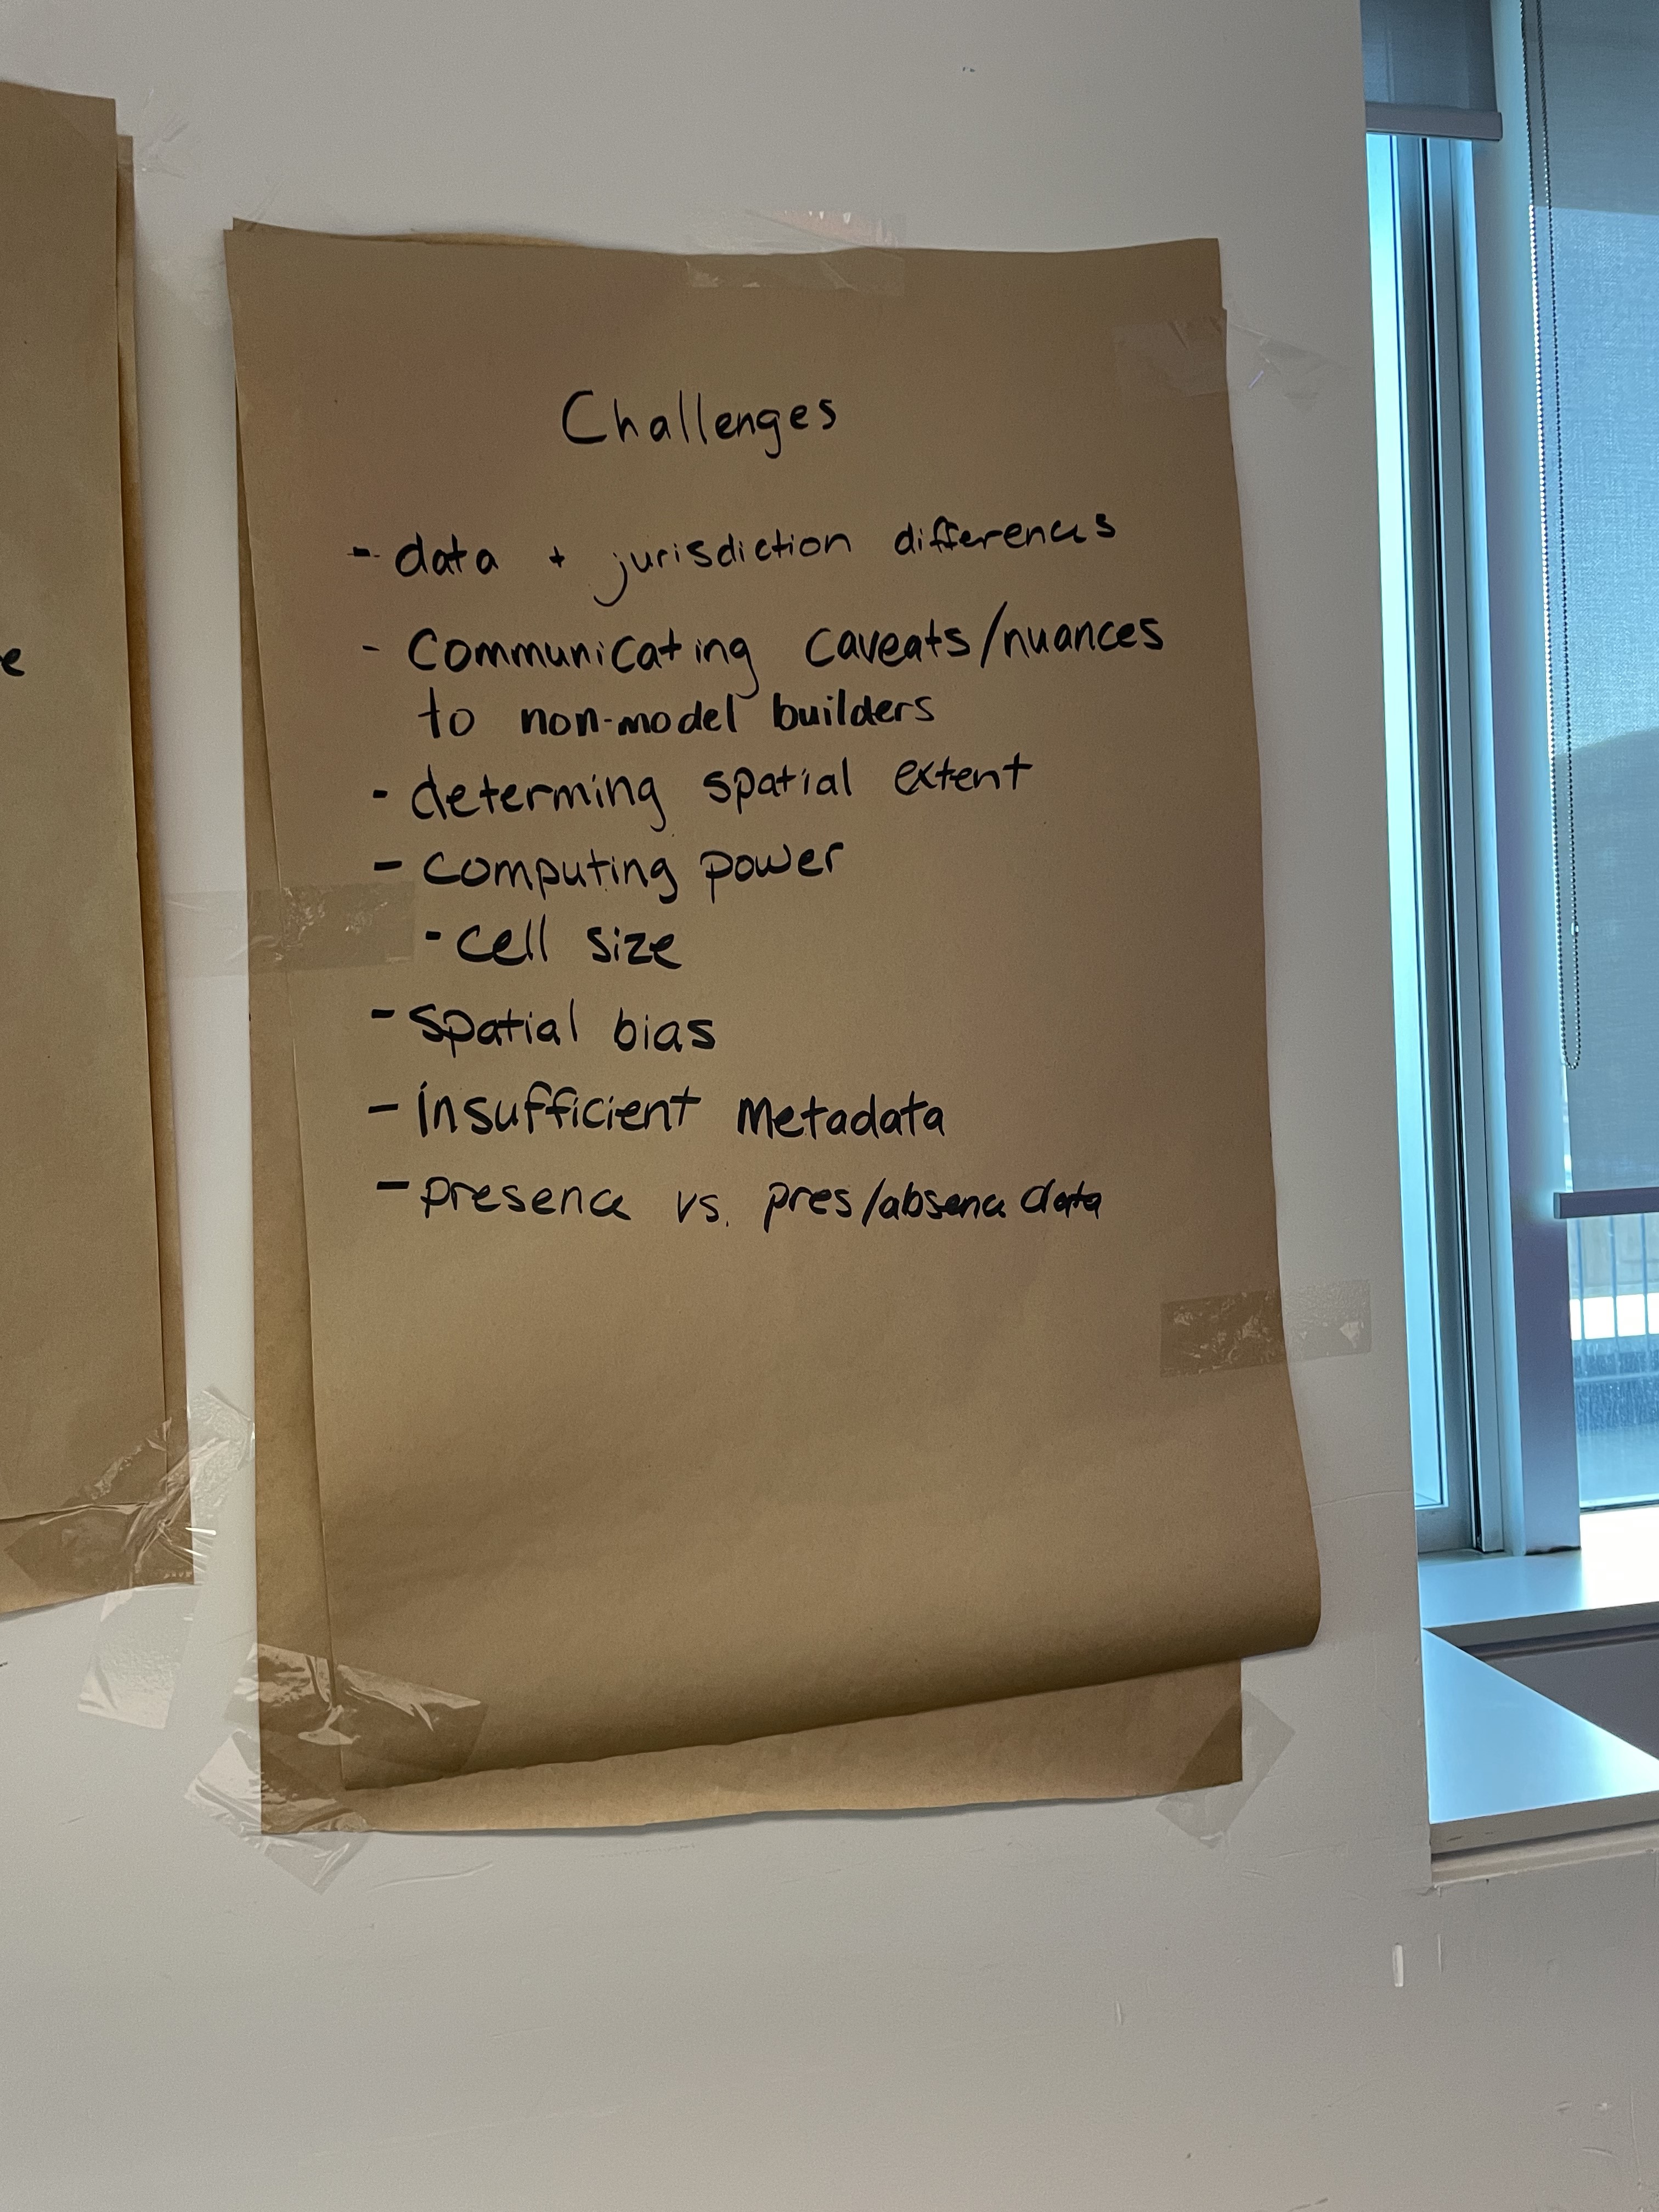 e
Challenges
- data + jurisdiction differences
- Communicating caveats/nuances
to non-model builders
- determing spatial extent
- Computing power
- cell size
- Spatial bias
- insufficient Metadata
- presence vs. pres/absence data